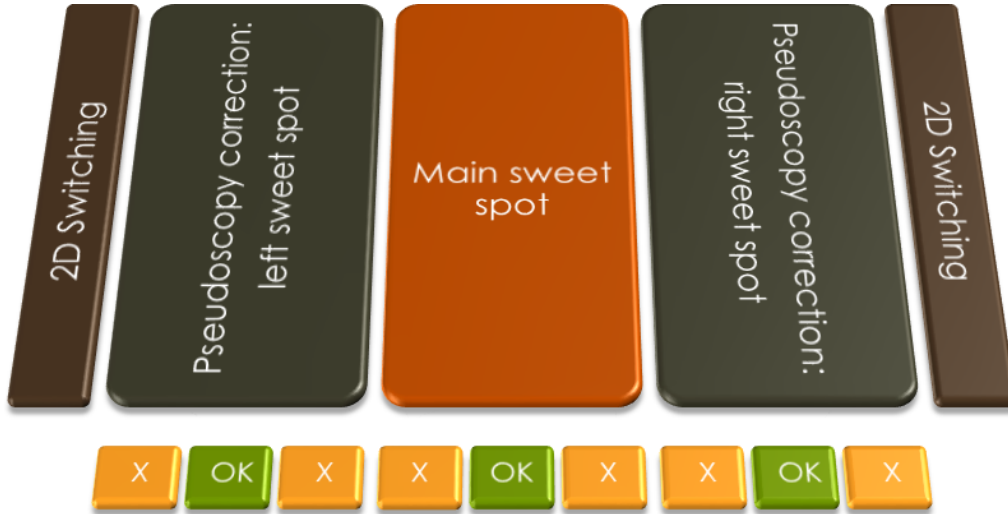 2D Switching
Pseudoscopy correction:
left sweet spot
Main sweet
spot
Pseudoscopy correction:
right sweet spot
2D Switching
X OK X X OK X X OK X